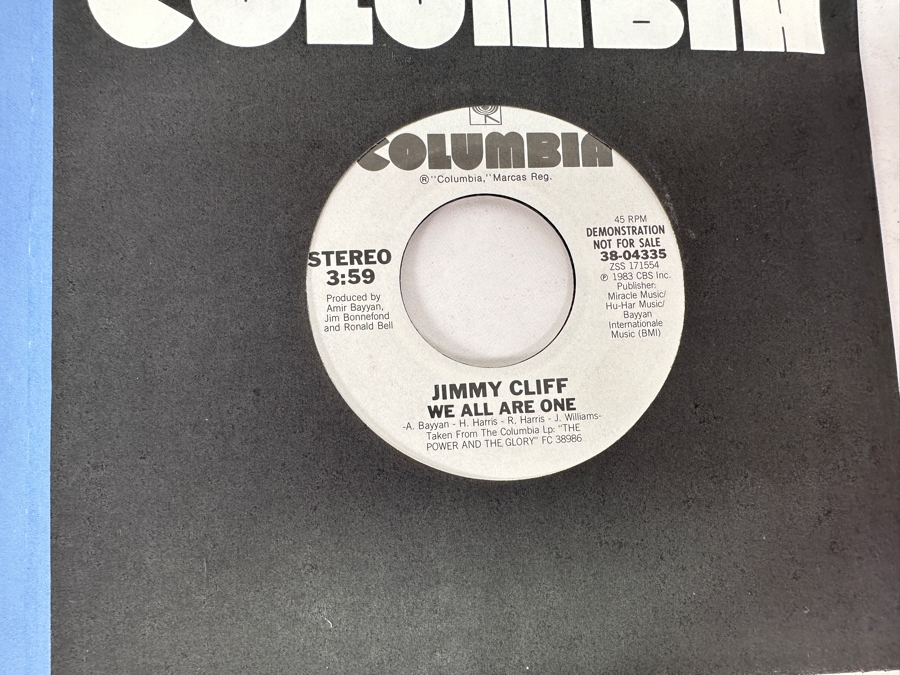 COLUMBIA
COLUMBIA
® "Columbia," Marcas Reg.
STEREO
3:59
Produced by
Amir Bayyan,
Jim Bonnefond
and Ronald Bell
45 RPM
DEMONSTRATION
NOT FOR SALE
38-04335
ZSS 171554
℗ 1983 CBS Inc.
Publisher:
Miracle Music/
Hu-Har Music/
Bayyan
Internationale
Music (BMI)
JIMMY CLIFF
WE ALL ARE ONE
-A. Bayyan - H. Harris - R. Harris - J. Williams-
Taken From The Columbia Lp: "THE
POWER AND THE GLORY" FC 38986